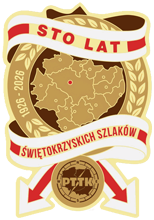 STO LAT
1926 - 2026
ŚWIĘTOKRZYSKICH SZLAKÓW
PTTK